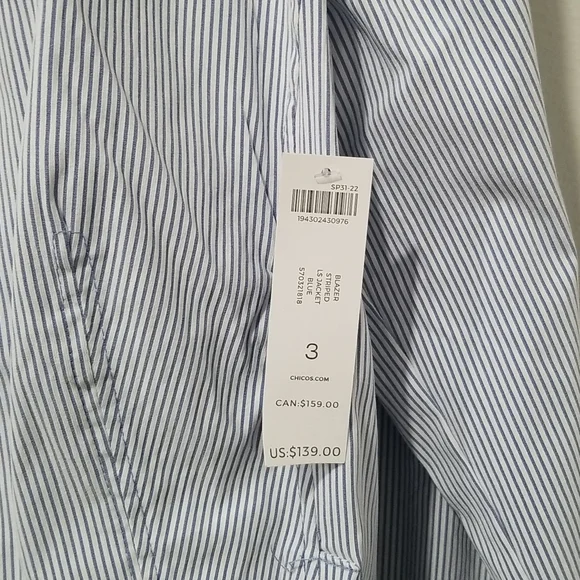 SP31-22
194302430976
BLAZER
STRIPED
LS JACKET
BLUE
570321818
3
CHICOS.COM
CAN:$159.00
US:$139.00